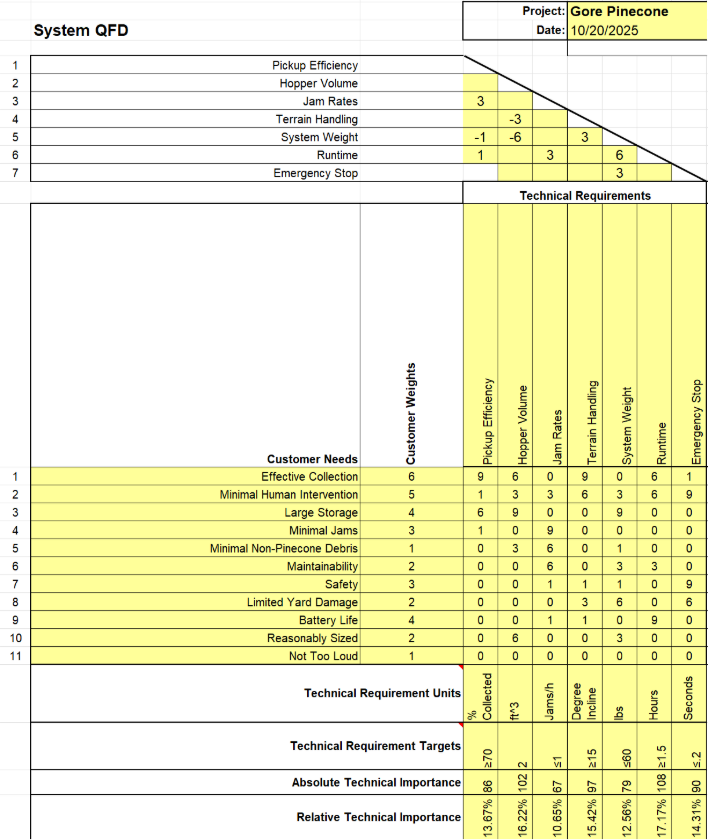 Project: Gore Pinecone
System QFD
Date: 10/20/2025
1 Pickup Efficiency
2 Hopper Volume
3 Jam Rates 3
4 Terrain Handling -3
5 System Weight -1 -6 3
6 Runtime 1 3 6
7 Emergency Stop 3
Technical Requirements
Customer Needs Customer Weights Pickup Efficiency Hopper Volume Jam Rates Terrain Handling System Weight Runtime Emergency Stop
1 Effective Collection 6 9 6 0 9 0 6 1
2 Minimal Human Intervention 5 1 3 3 6 3 6 9
3 Large Storage 4 6 9 0 0 9 0 0
4 Minimal Jams 3 1 0 9 0 0 0 0
5 Minimal Non-Pinecone Debris 1 0 3 6 0 1 0 0
6 Maintainability 2 0 0 6 0 3 3 0
7 Safety 3 0 0 1 1 1 0 9
8 Limited Yard Damage 2 0 0 0 3 6 0 6
9 Battery Life 4 0 0 1 1 0 9 0
10 Reasonably Sized 2 0 6 0 0 3 0 0
11 Not Too Loud 1 0 0 0 0 0 0 0
Technical Requirement Units % Collected ft^3 Jams/h Degree Incline lbs Hours Seconds
Technical Requirement Targets ≥70 2 ≤1 ≥15 ≤60 ≥1.5 ≤.2
Absolute Technical Importance 86 102 67 97 79 108 90
Relative Technical Importance 13.67% 16.22% 10.65% 15.42% 12.56% 17.17% 14.31%